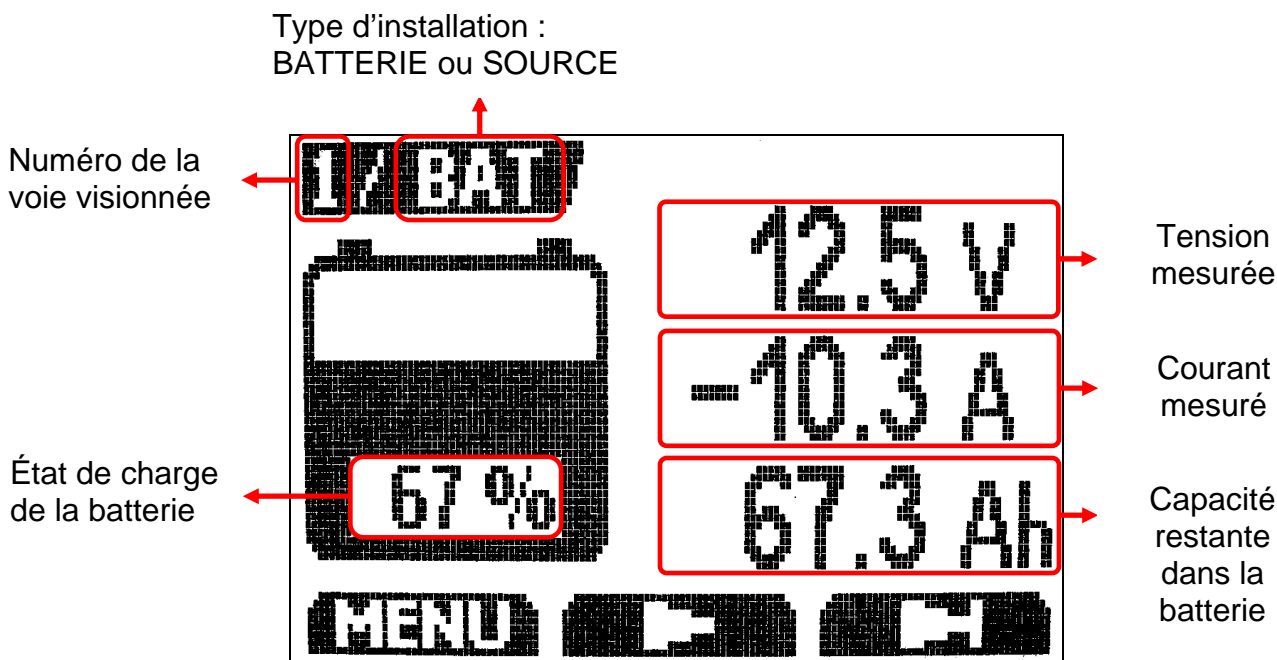 Type d'installation :
BATTERIE ou SOURCE
Numéro de la
voie visionnée
1/BAT
12.5 V
Tension
mesurée
-10.3 A
Courant
mesuré
État de charge
de la batterie
67 %
67.3 Ah
Capacité
restante
dans la
batterie
MENU